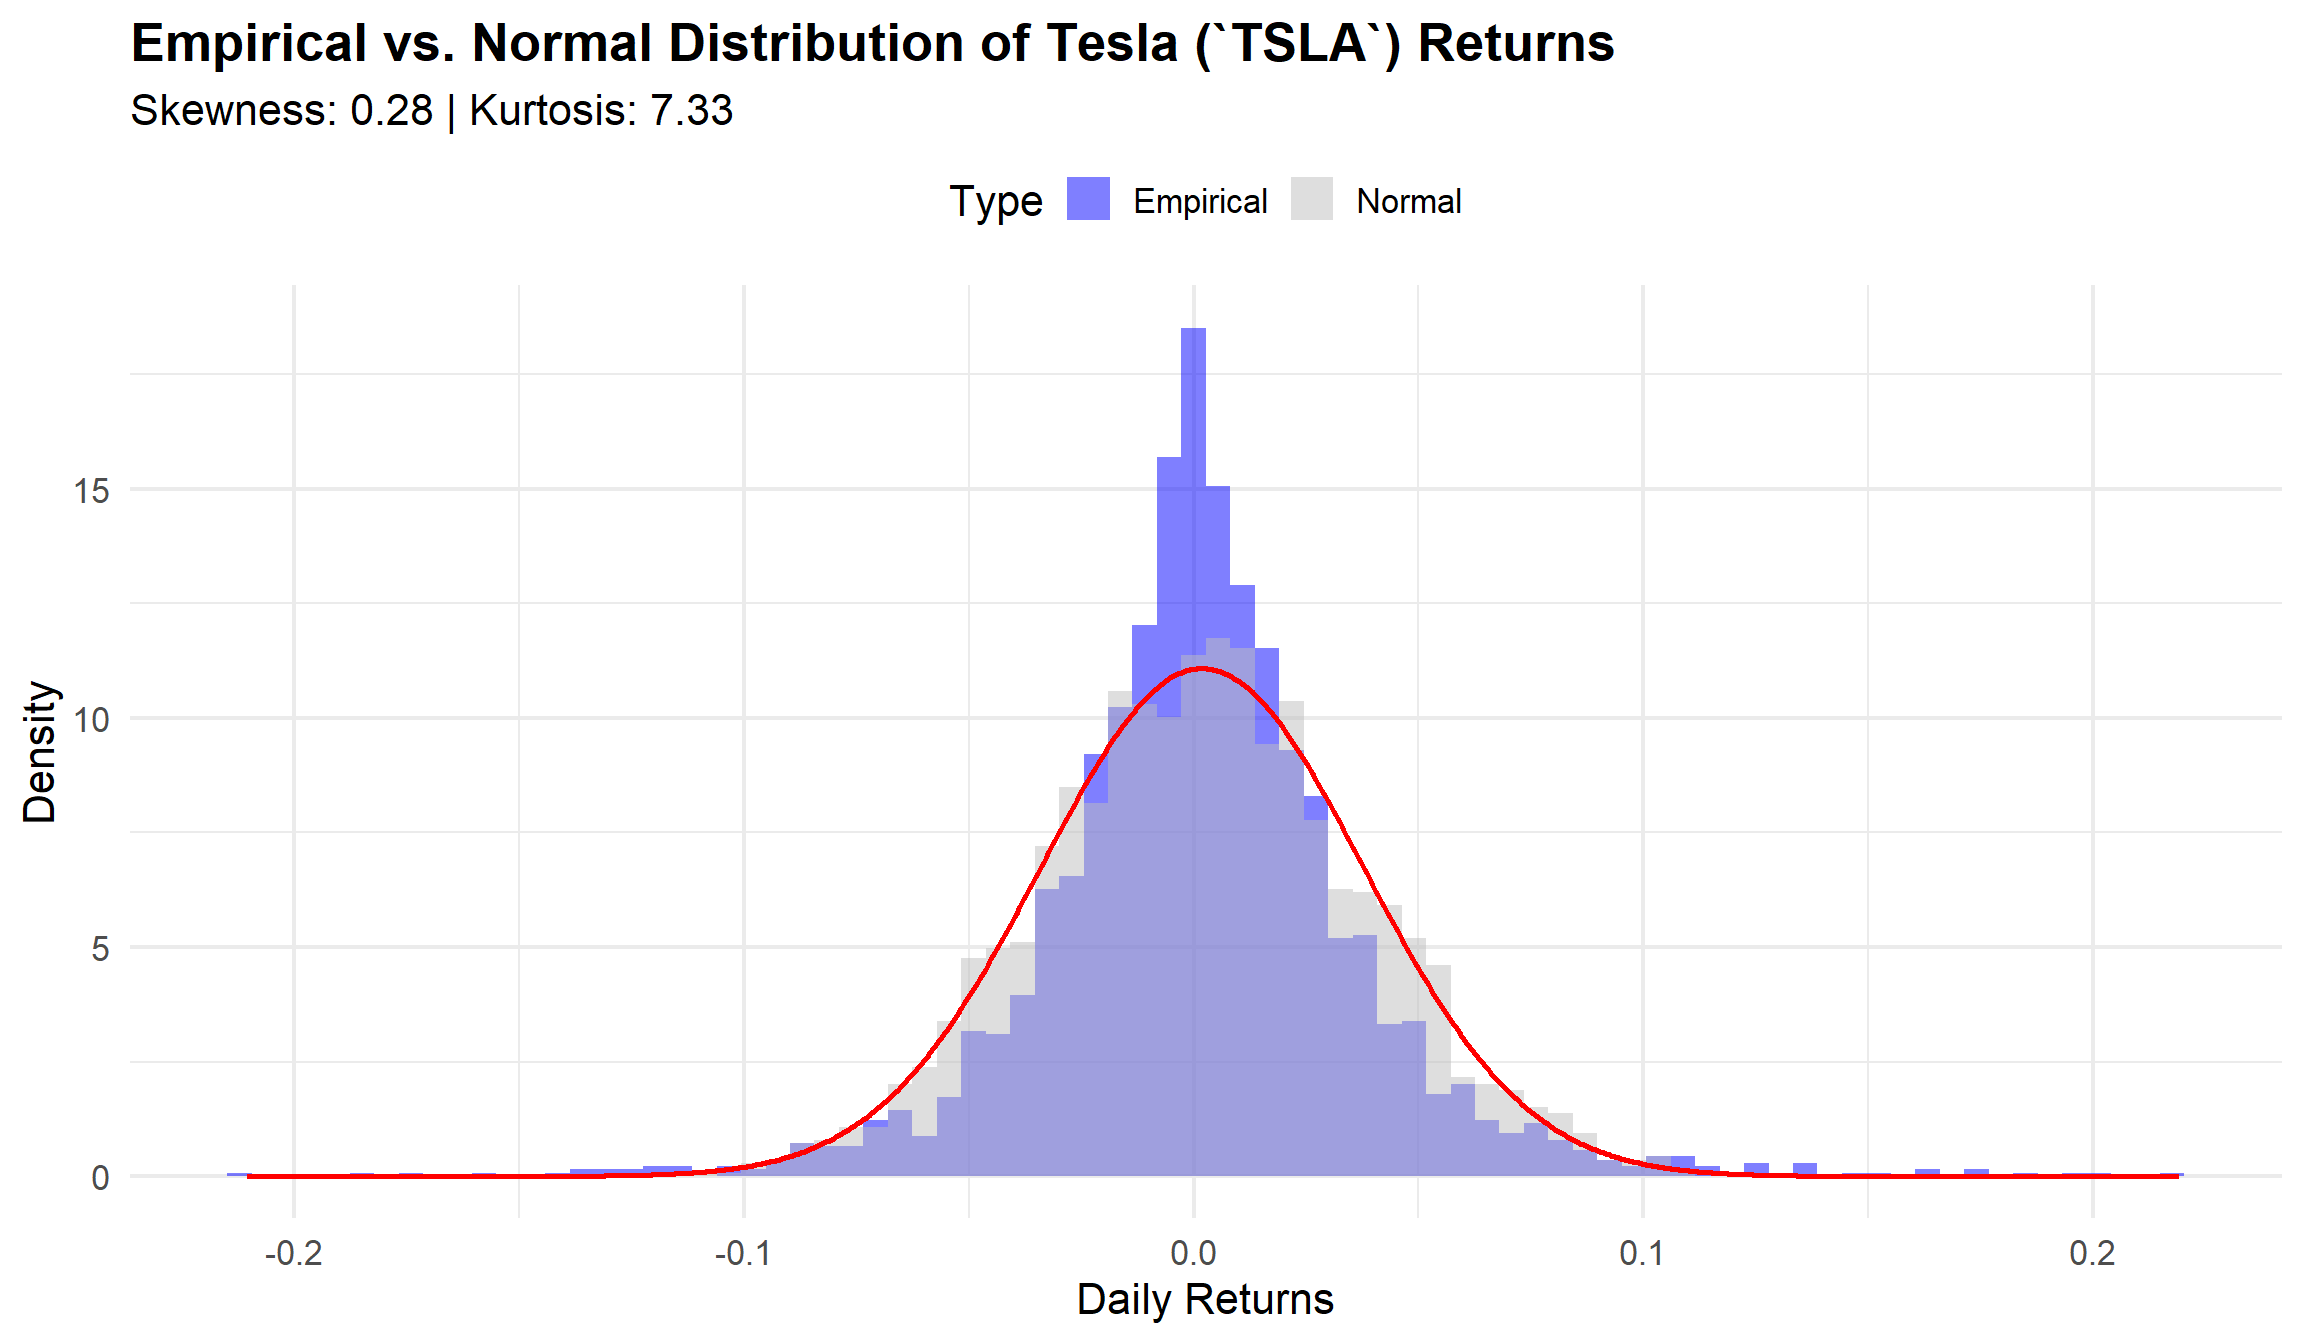 Empirical vs. Normal Distribution of Tesla (`TSLA`) Returns
Skewness: 0.28 | Kurtosis: 7.33
Type Empirical Normal
15
10
5
0
Density
-0.2 -0.1 0.0 0.1 0.2
Daily Returns